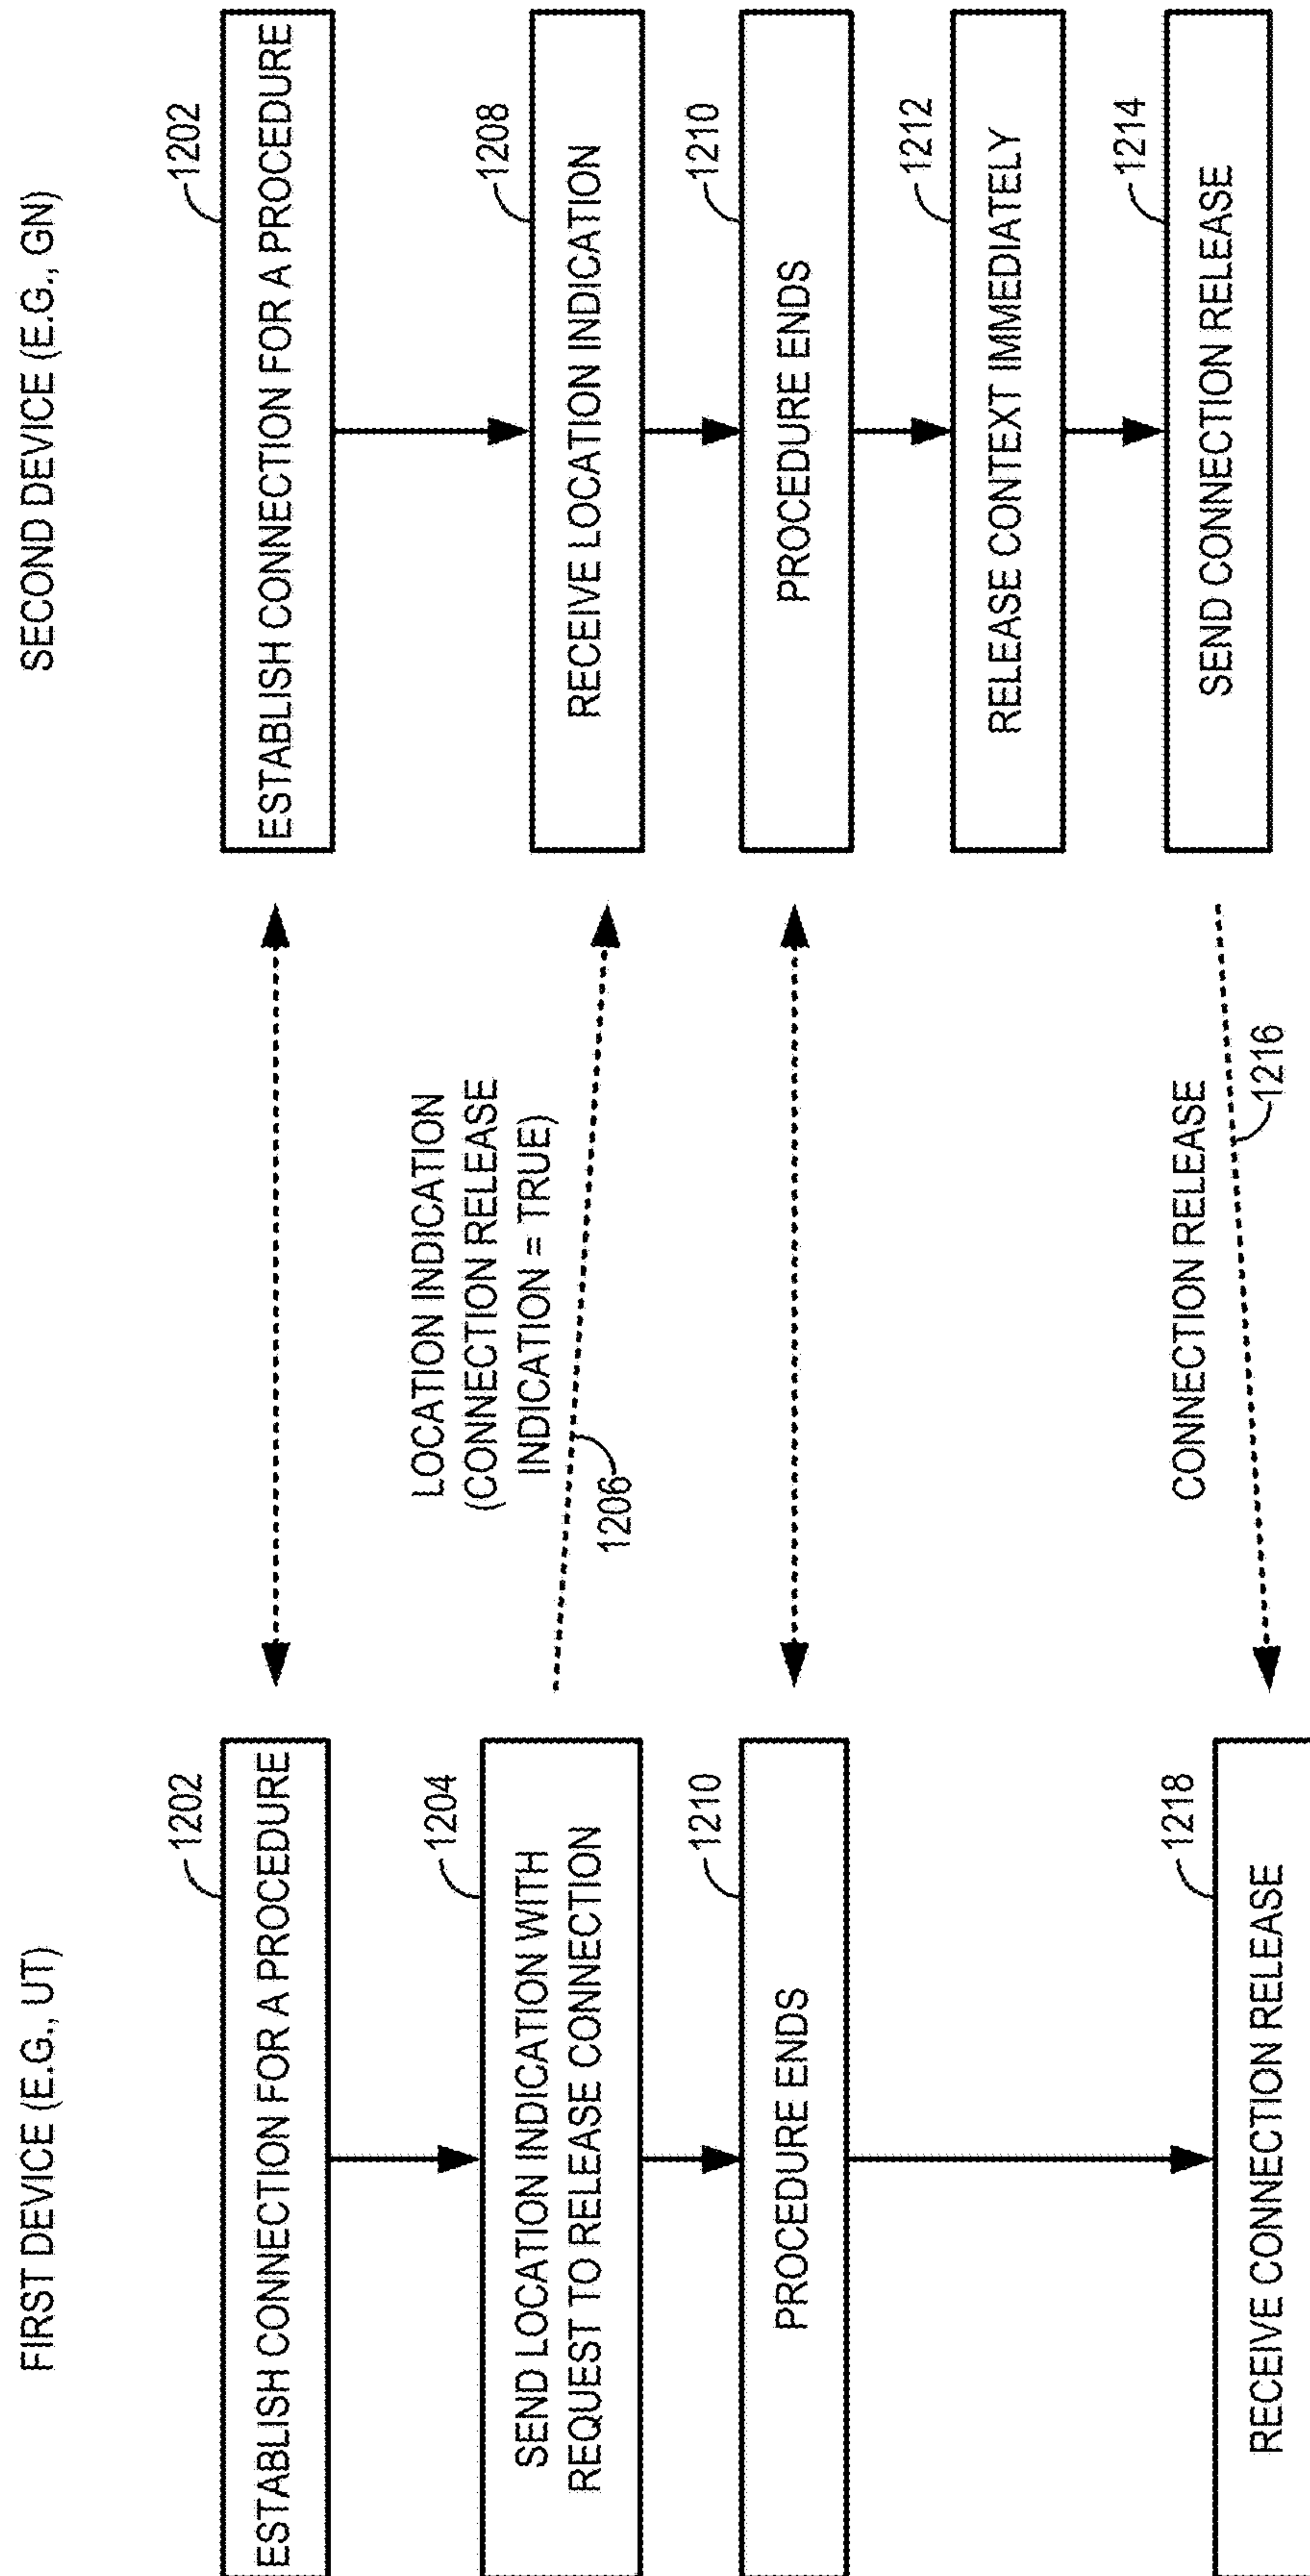 FIRST DEVICE (E.G., UT)
SECOND DEVICE (E.G., GN)
1202
ESTABLISH CONNECTION FOR A PROCEDURE
1202
ESTABLISH CONNECTION FOR A PROCEDURE
1204
SEND LOCATION INDICATION WITH
REQUEST TO RELEASE CONNECTION
LOCATION INDICATION
(CONNECTION RELEASE
INDICATION = TRUE)
1206
1208
RECEIVE LOCATION INDICATION
1210
PROCEDURE ENDS
1210
PROCEDURE ENDS
1212
RELEASE CONTEXT IMMEDIATELY
1214
SEND CONNECTION RELEASE
CONNECTION RELEASE
1216
1218
RECEIVE CONNECTION RELEASE